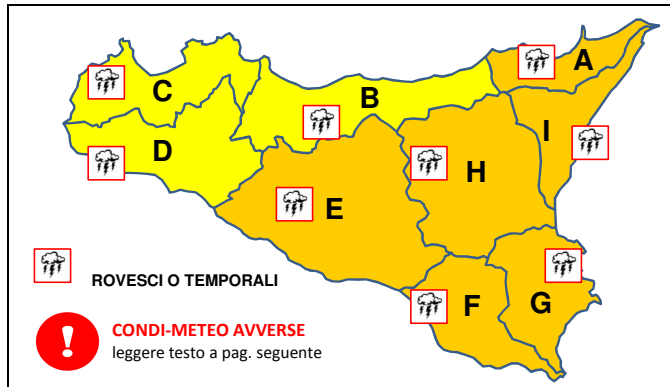 A
B
C
D
I
H
E
G
F
ROVESCI O TEMPORALI
CONDI-METEO AVVERSE
leggere testo a pag. seguente